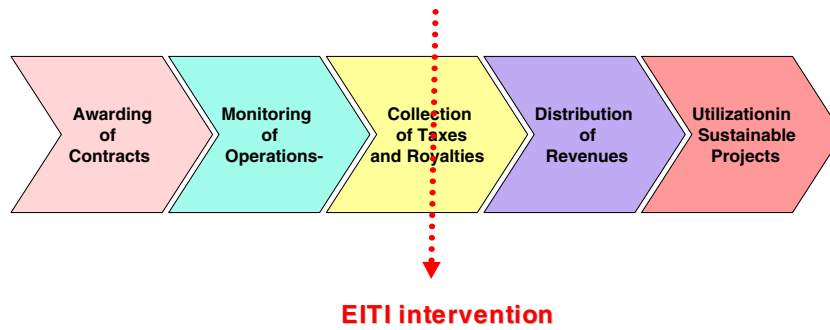 Awarding
of
Contracts
Monitoring
of
Operations-
Collection
of Taxes
and Royalties
Distribution
of
Revenues
Utilizationin
Sustainable
Projects
EITI intervention